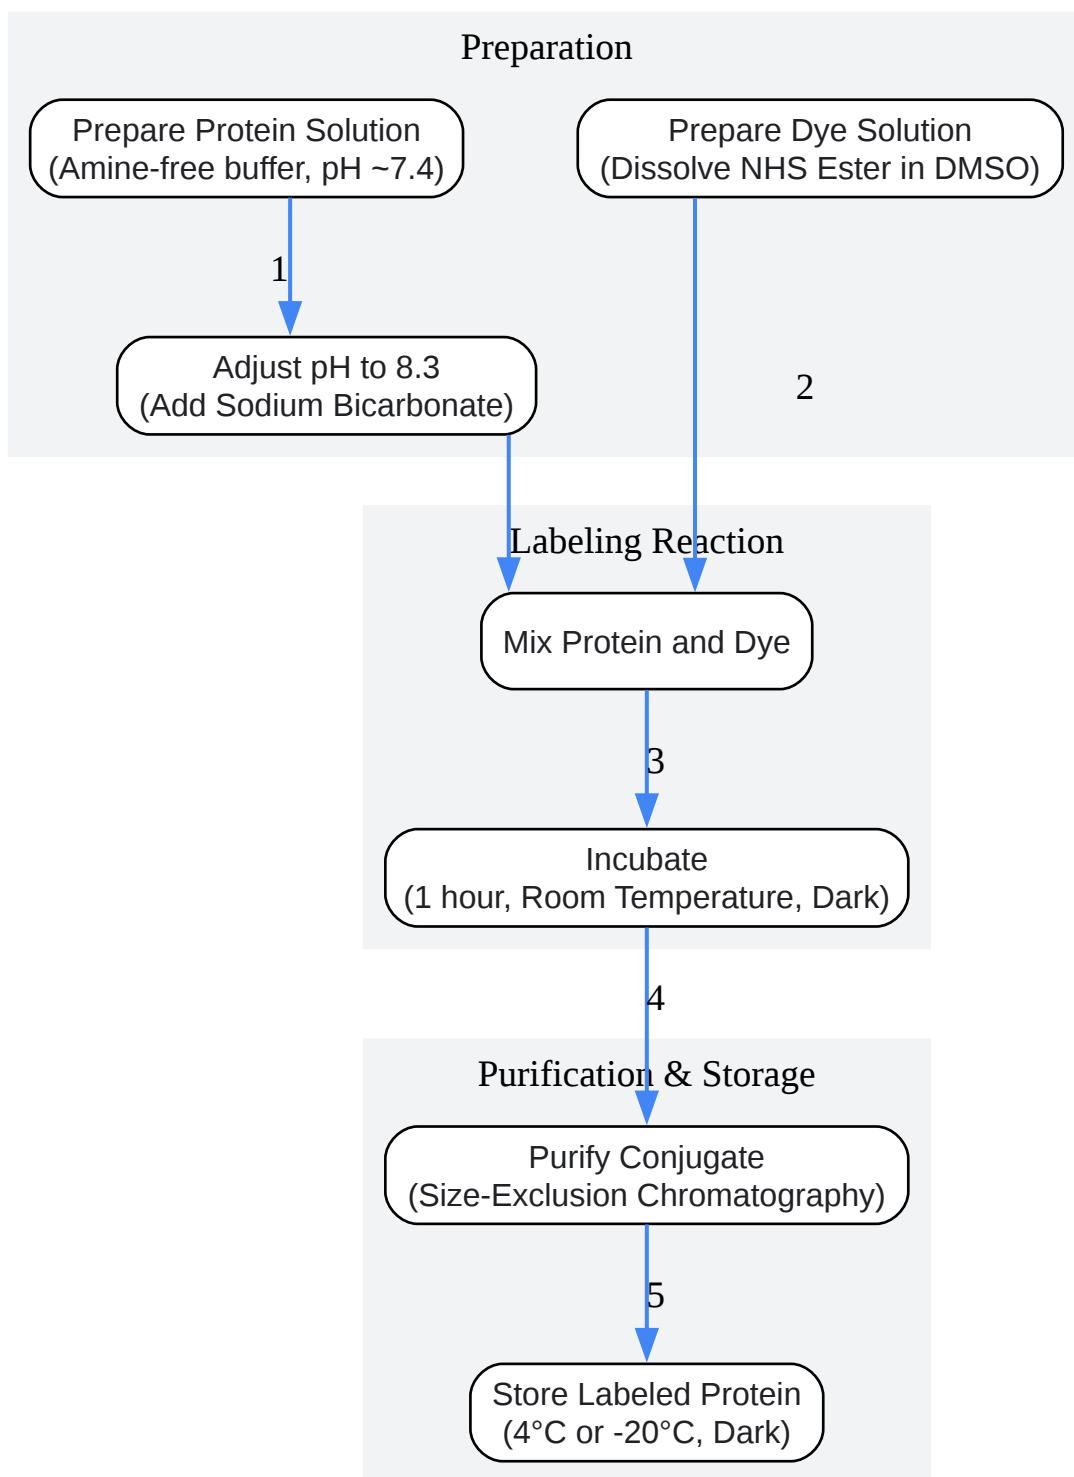 Preparation
Prepare Protein Solution
(Amine-free buffer, pH ~7.4)
Prepare Dye Solution
(Dissolve NHS Ester in DMSO)
1
Adjust pH to 8.3
(Add Sodium Bicarbonate)
2
Labeling Reaction
Mix Protein and Dye
3
Incubate
(1 hour, Room Temperature, Dark)
4
Purification & Storage
Purify Conjugate
(Size-Exclusion Chromatography)
5
Store Labeled Protein
(4°C or -20°C, Dark)